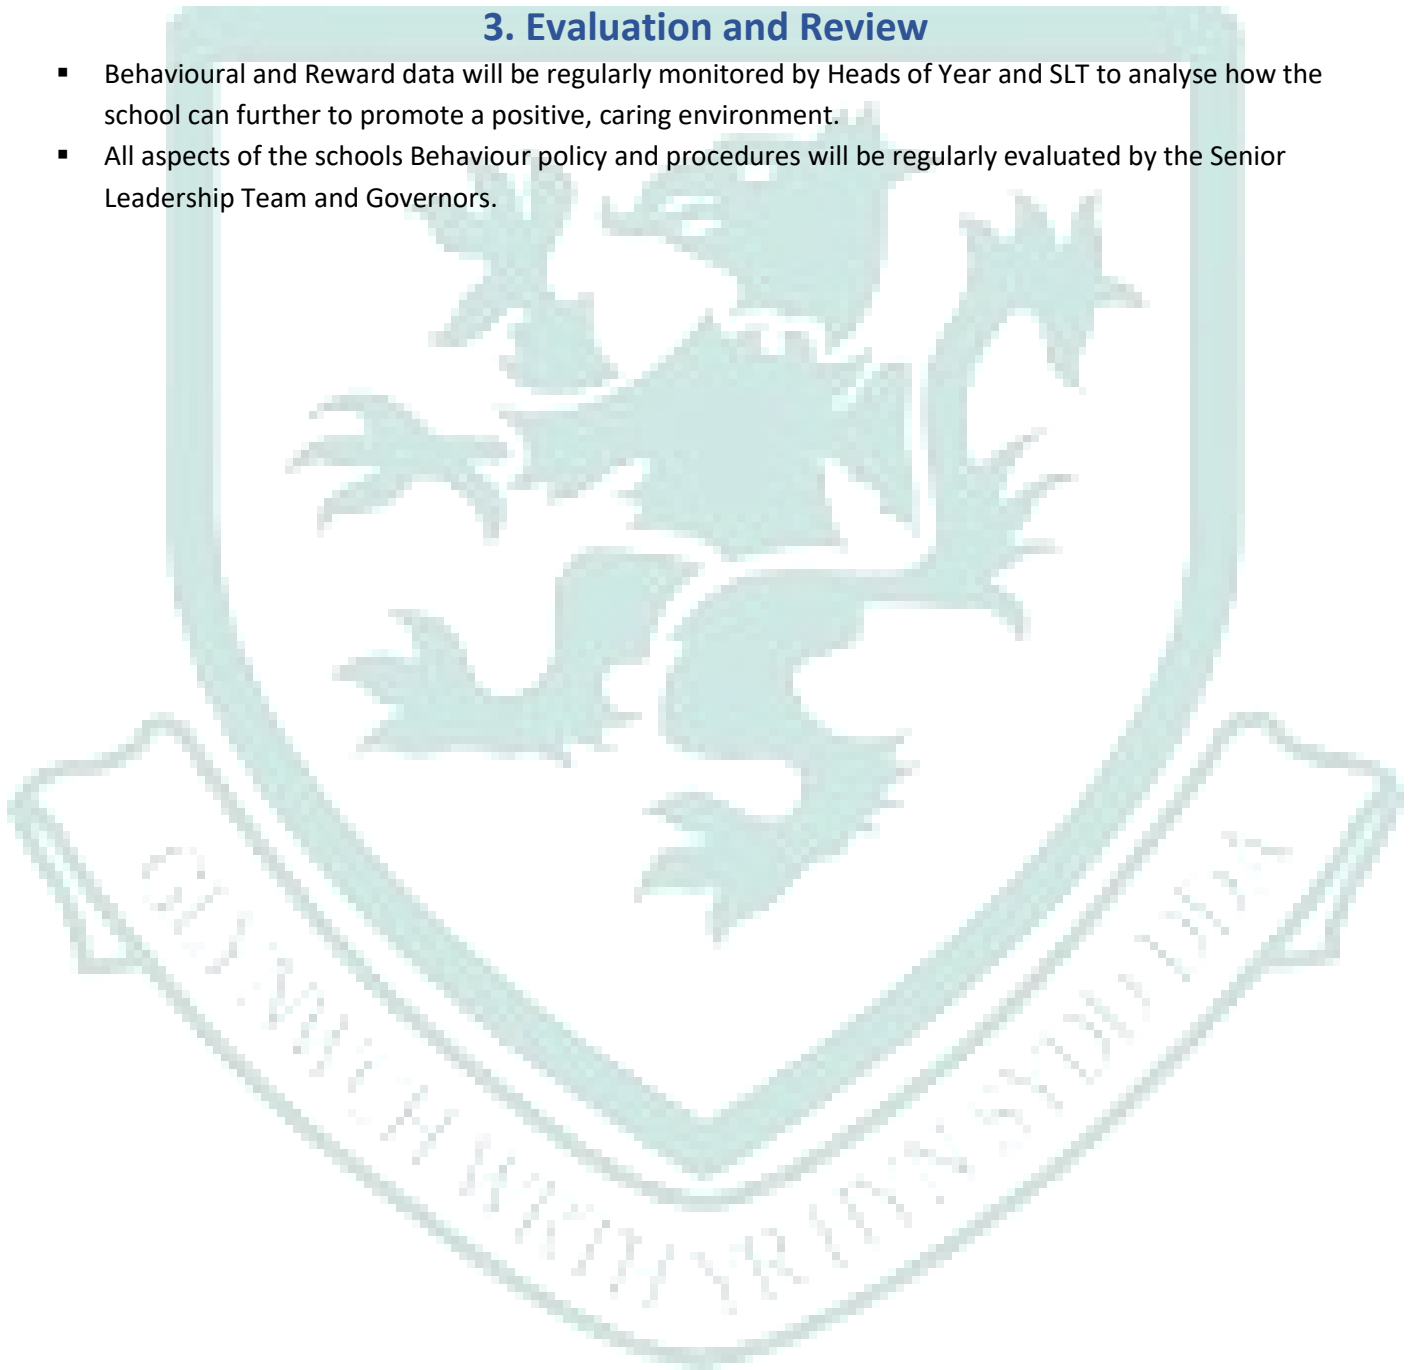 3. Evaluation and Review
▪ Behavioural and Reward data will be regularly monitored by Heads of Year and SLT to analyse how the
school can further to promote a positive, caring environment.
▪ All aspects of the schools Behaviour policy and procedures will be regularly evaluated by the Senior
Leadership Team and Governors.